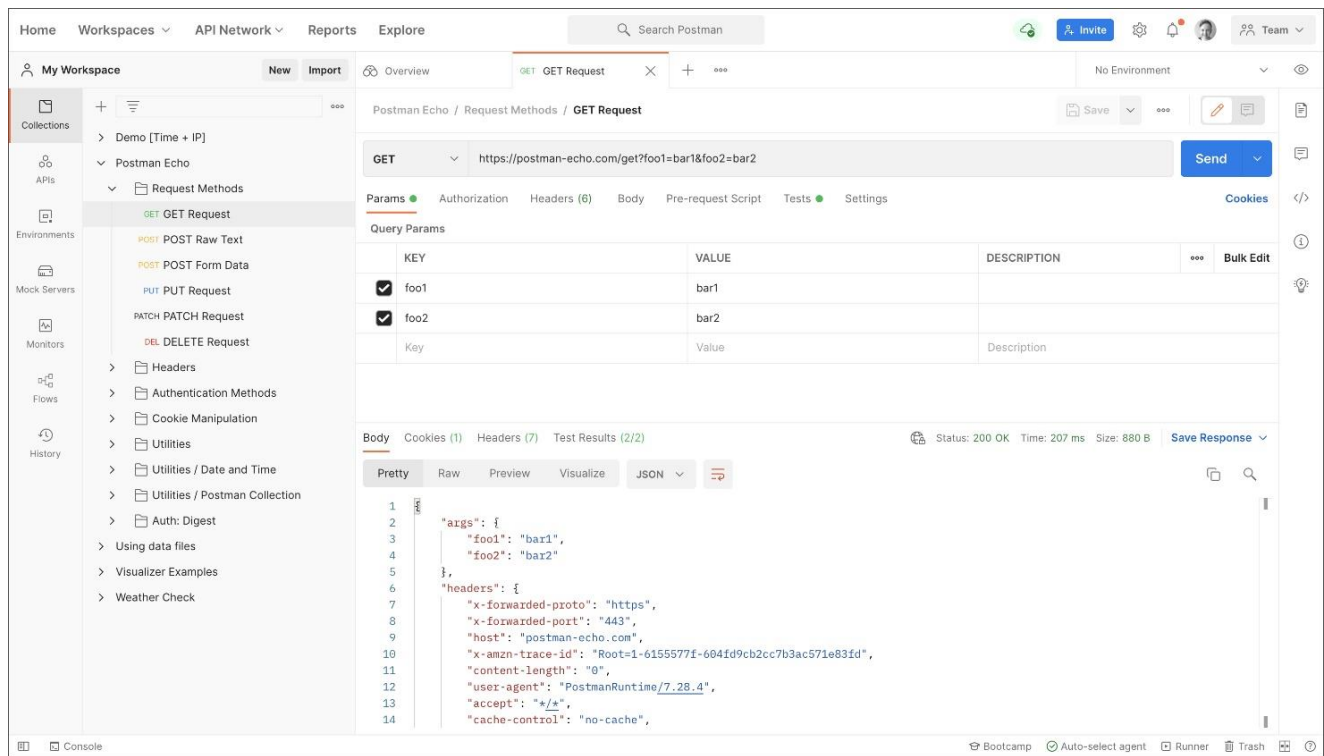 Home Workspaces API Network Reports Explore Search Postman Invite Team
My Workspace New Import Overview GET GET Request No Environment
Collections
APIs
Environments
Mock Servers
Monitors
Flows
History
Demo [Time + IP]
Postman Echo
Request Methods
GET GET Request
POST POST Raw Text
POST POST Form Data
PUT PUT Request
PATCH PATCH Request
DEL DELETE Request
Headers
Authentication Methods
Cookie Manipulation
Utilities
Utilities / Date and Time
Utilities / Postman Collection
Auth: Digest
Using data files
Visualizer Examples
Weather Check
Postman Echo / Request Methods / GET Request Save
GET https://postman-echo.com/get?foo1=bar1&foo2=bar2 Send
Params Authorization Headers (6) Body Pre-request Script Tests Settings Cookies
Query Params
KEY VALUE DESCRIPTION Bulk Edit
foo1 bar1
foo2 bar2
Key Value Description
Body Cookies (1) Headers (7) Test Results (2/2) Status: 200 OK Time: 207 ms Size: 880 B Save Response
Pretty Raw Preview Visualize JSON
1 {
2 "args": {
3 "foo1": "bar1",
4 "foo2": "bar2"
5 },
6 "headers": {
7 "x-forwarded-proto": "https",
8 "x-forwarded-port": "443",
9 "host": "postman-echo.com",
10 "x-amzn-trace-id": "Root=1-6155577f-604fd9cb2cc7b3ac571e83fd",
11 "content-length": "0",
12 "user-agent": "PostmanRuntime/7.28.4",
13 "accept": "*/*",
14 "cache-control": "no-cache",
Console Bootcamp Auto-select agent Runner Trash